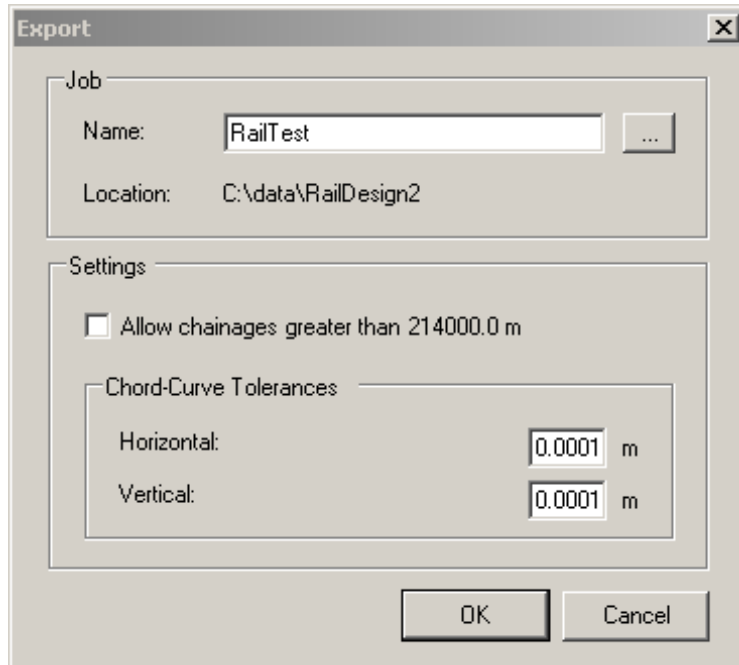 Export
Job
Name: RailTest ...
Location: C:\data\RailDesign2
Settings
Allow chainages greater than 214000.0 m
Chord-Curve Tolerances
Horizontal: 0.0001 m
Vertical: 0.0001 m
OK Cancel